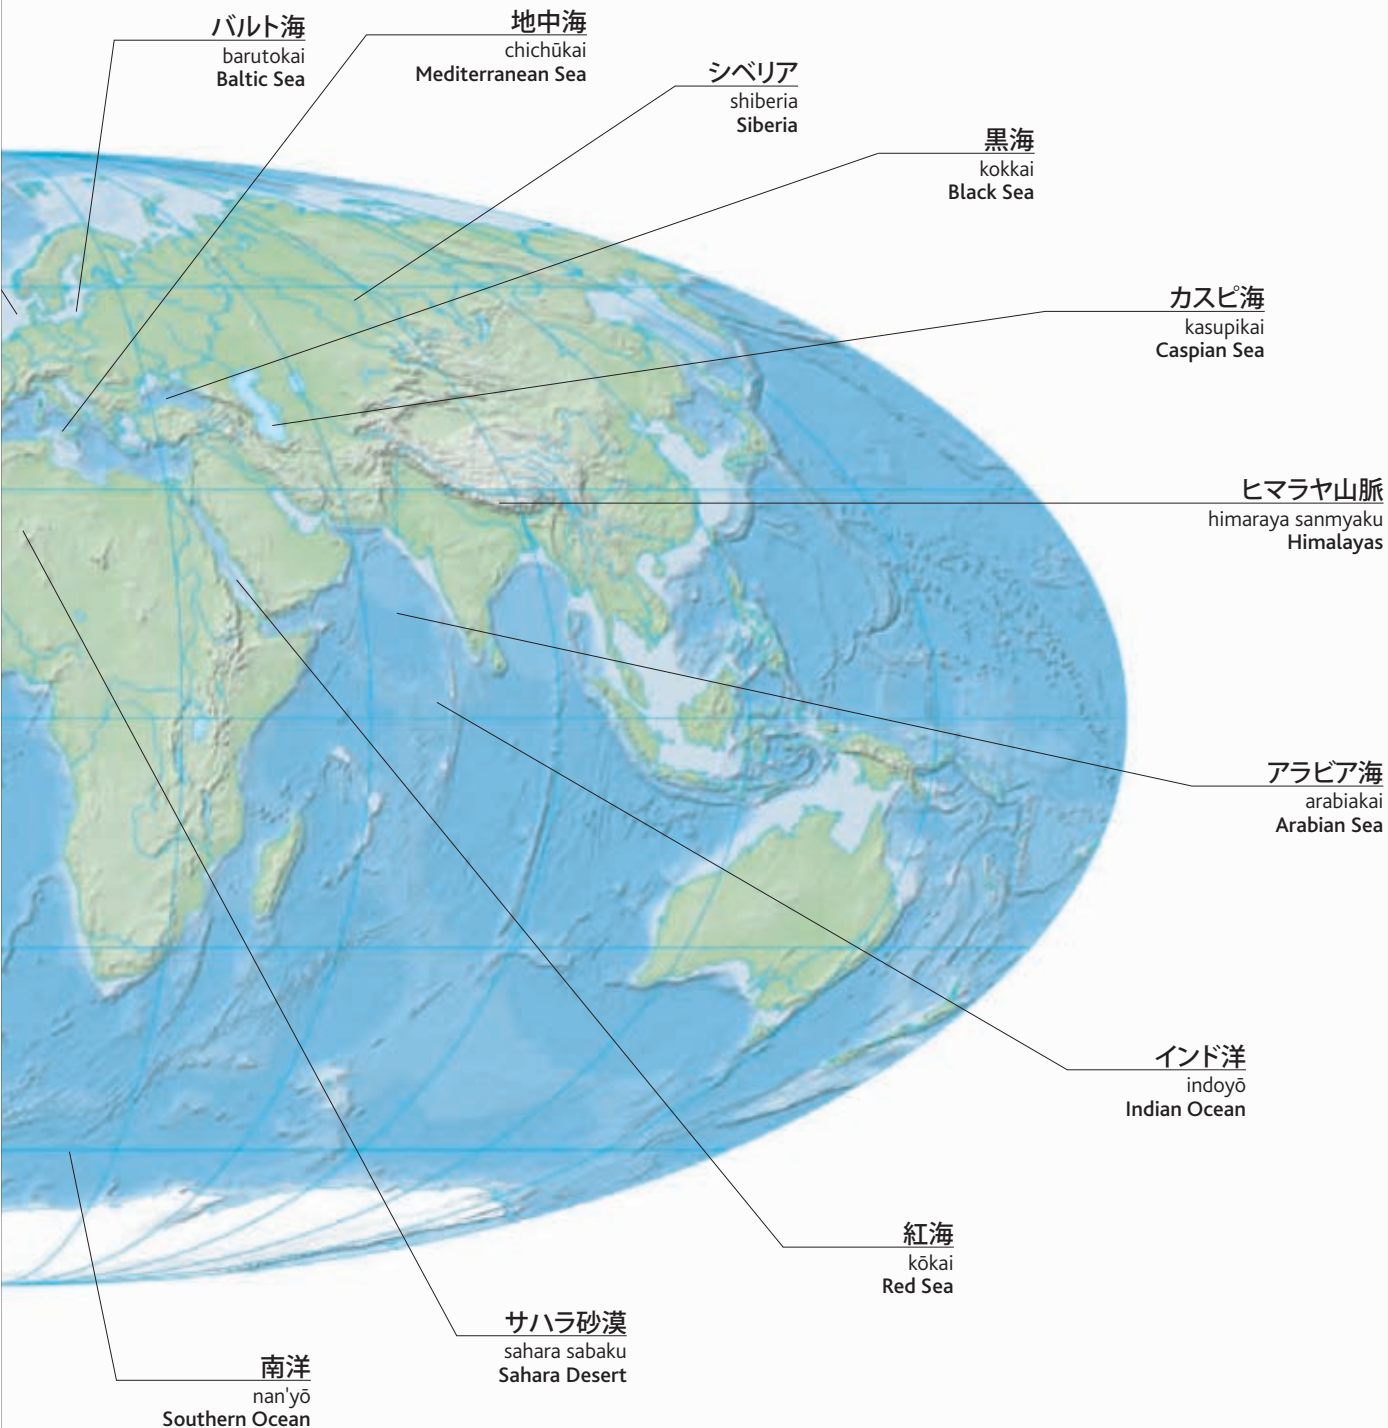 バルト海
barutokai
Baltic Sea
地中海
chichūkai
Mediterranean Sea
シベリア
shiberia
Siberia
黒海
kokkai
Black Sea
カスピ海
kasupikai
Caspian Sea
ヒマラヤ山脈
himaraya sanmyaku
Himalayas
アラビア海
arabiakai
Arabian Sea
インド洋
indoyō
Indian Ocean
紅海
kōkai
Red Sea
サハラ砂漠
sahara sabaku
Sahara Desert
南洋
nan'yō
Southern Ocean